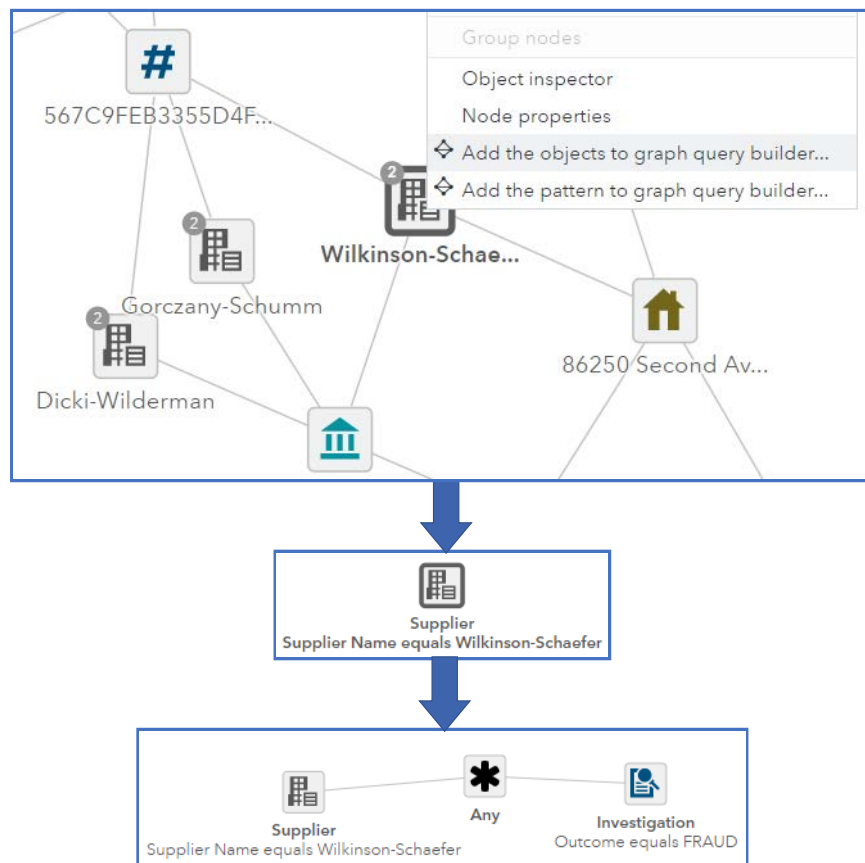 Group nodes
#
Object inspector
567C9FEB3355D4F...
Node properties
Add the objects to graph query builder...
2
Add the pattern to graph query builder...
2
Wilkinson-Schae...
Gorczany-Schumm
2
86250 Second Av...
Dicki-Wilderman
Supplier
Supplier Name equals Wilkinson-Schaefer
Any
Supplier
Investigation
Supplier Name equals Wilkinson-Schaefer
Outcome equals FRAUD